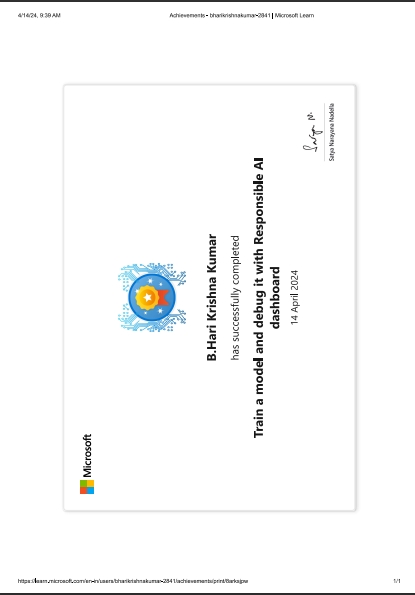 4/14/24, 9:39 AM
Achievements - bharikrishnakumar-2841 | Microsoft Learn
Microsoft
B.Hari Krishna Kumar
has successfully completed
Train a model and debug it with Responsible AI
dashboard
14 April 2024
Satya Narayana Nadella
https://learn.microsoft.com/en-in/users/bharikrishnakumar-2841/achievements/print/8arksjpw
1/1